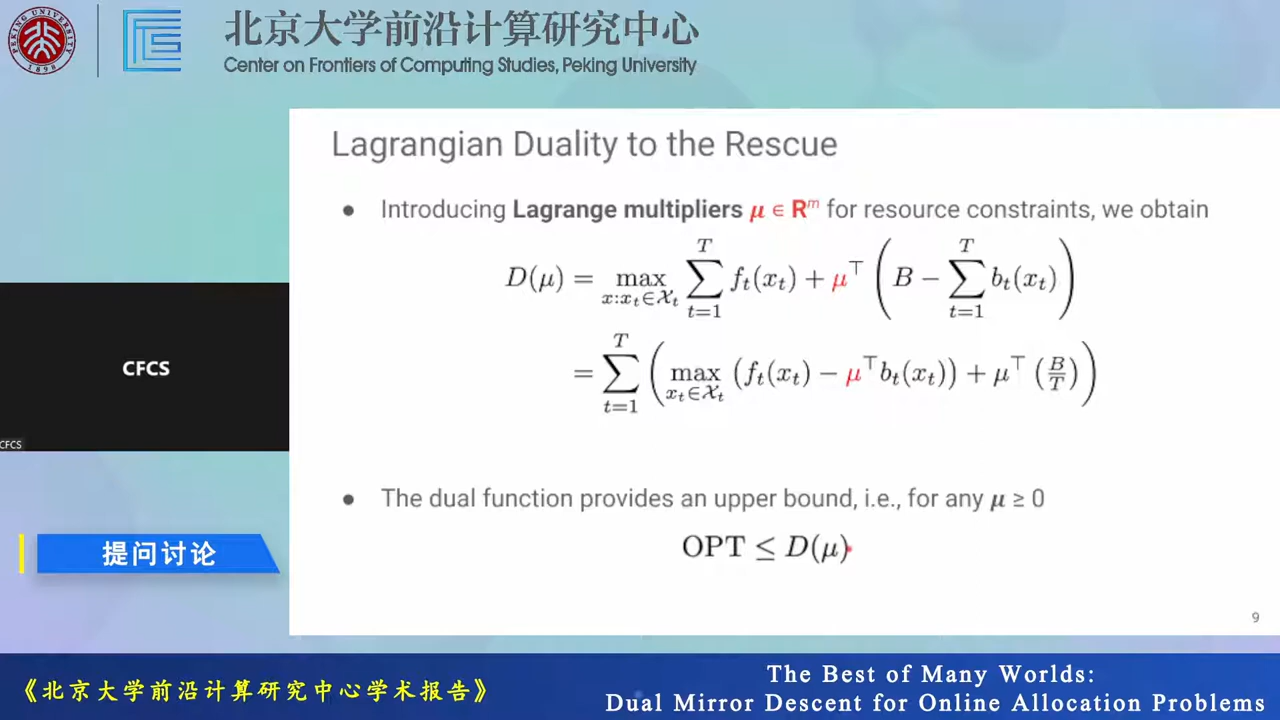 北京大学前沿计算研究中心
Center on Frontiers of Computing Studies, Peking University
PEKING UNIVERSITY
1898
Lagrangian Duality to the Rescue
● Introducing Lagrange multipliers μ ∈ Rᵐ for resource constraints, we obtain
D(μ) = max_{x:x_t∈𝒳_t} ∑_{t=1}^{T} f_t(x_t) + μ^⊤ (B − ∑_{t=1}^{T} b_t(x_t))
= ∑_{t=1}^{T} (max_{x_t∈𝒳_t} (f_t(x_t) − μ^⊤ b_t(x_t)) + μ^⊤ (B/T))
CFCS
CFCS
● The dual function provides an upper bound, i.e., for any μ ≥ 0
OPT ≤ D(μ)
提问讨论
9
《北京大学前沿计算研究中心学术报告》
The Best of Many Worlds:
Dual Mirror Descent for Online Allocation Problems